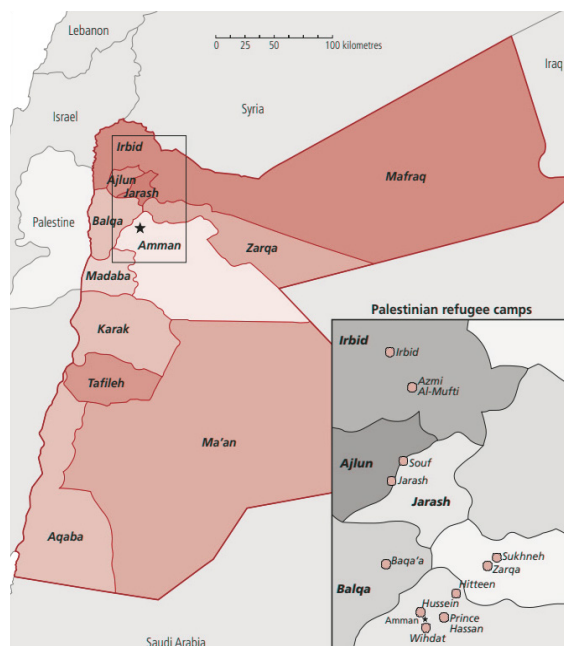 Lebanon
0 25 50 100 kilometres
Iraq
Israel
Syria
Irbid
Ajlun
Jarash
Mafraq
Palestine
Balqa
Amman
Zarqa
Madaba
Karak
Tafileh
Ma'an
Aqaba
Saudi Arabia
Palestinian refugee camps
Irbid
Irbid
Azmi
Al-Mufti
Ajlun
Souf
Jarash
Jarash
Baqa'a
Sukhneh
Zarqa
Balqa
Hitteen
Hussein
Amman
Prince
Hassan
Wihdat